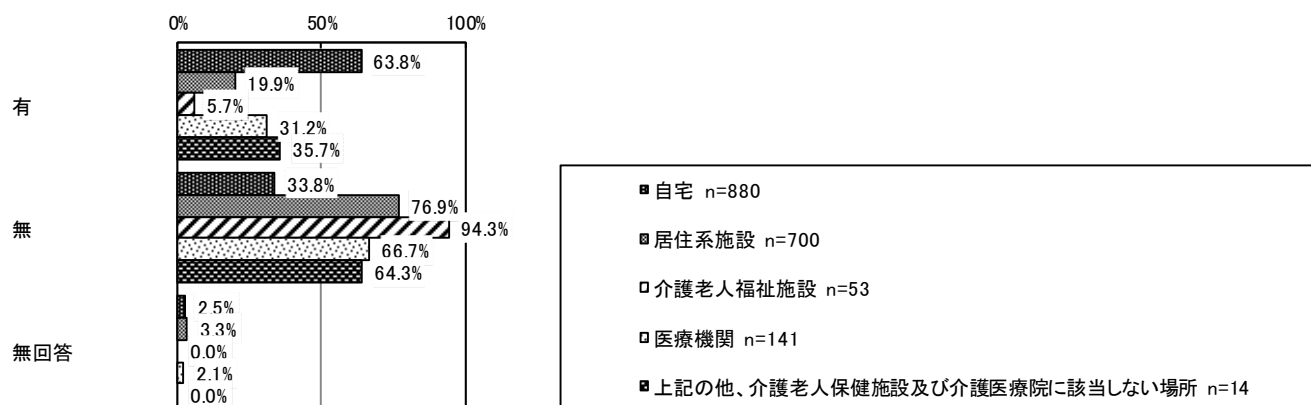 0% 50% 100%
有
63.8%
19.9%
5.7%
31.2%
35.7%
無
33.8%
76.9%
94.3%
66.7%
64.3%
無回答
2.5%
3.3%
0.0%
2.1%
0.0%
自宅 n=880
居住系施設 n=700
介護老人福祉施設 n=53
医療機関 n=141
上記の他、介護老人保健施設及び介護医療院に該当しない場所 n=14